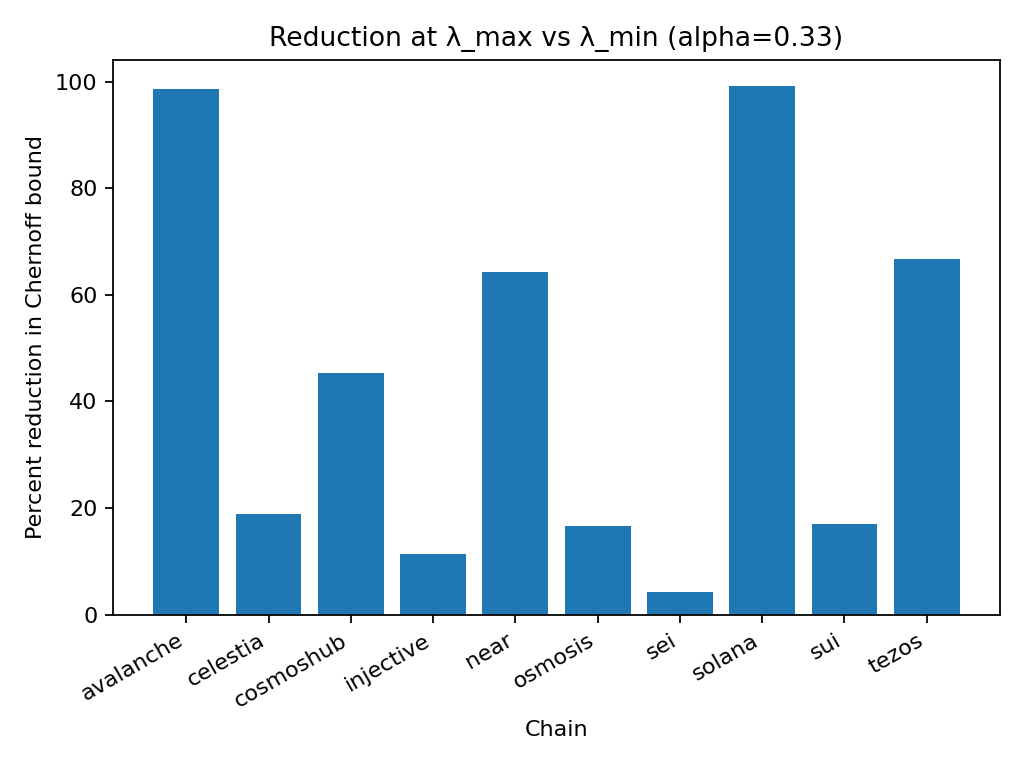 Reduction at λ_max vs λ_min (alpha=0.33)
Percent reduction in Chernoff bound
100
80
60
40
20
0
avalanche
celestia
cosmoshub
injective
near
osmosis
sei
solana
sui
tezos
Chain